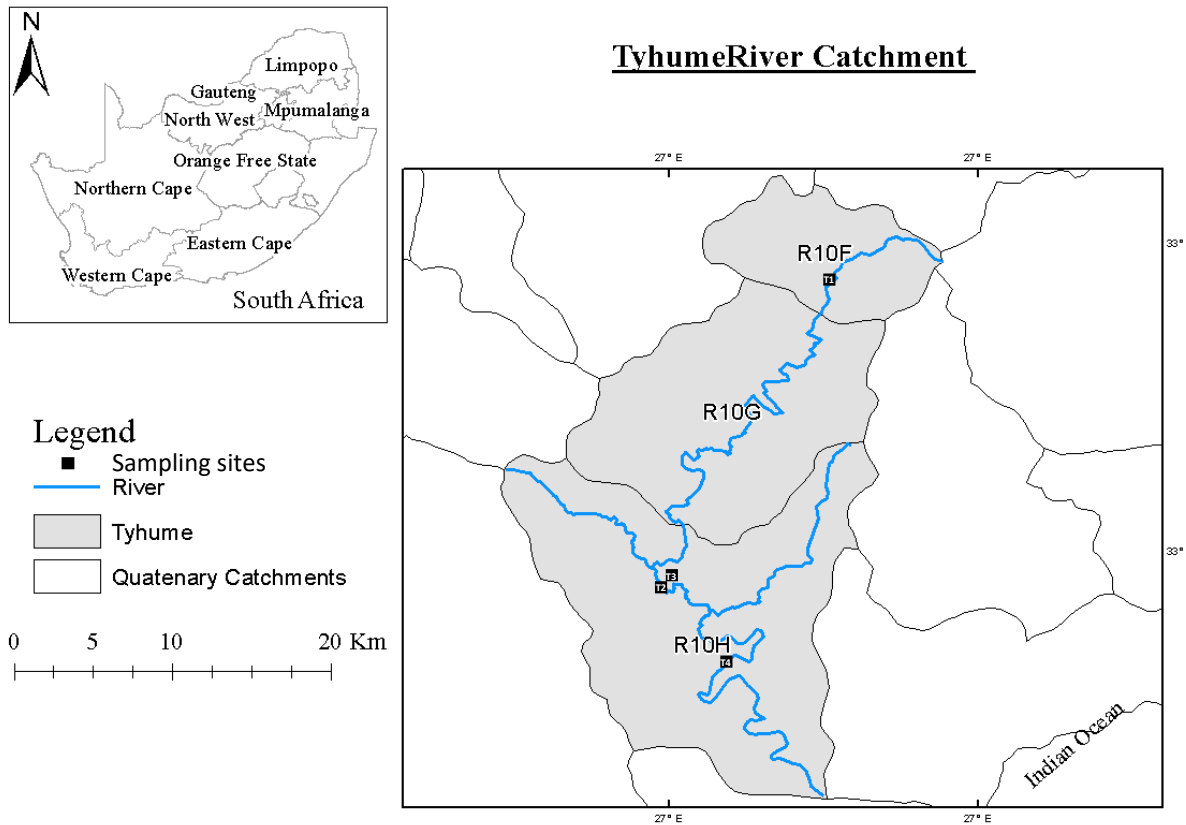 N
Limpopo
Gauteng
North West
Mpumalanga
Orange Free State
Northern Cape
Eastern Cape
Western Cape
South Africa
TyhumeRiver Catchment
27° E
27° E
33°
33°
R10F
T1
R10G
T3
T2
R10H
T4
Indian Ocean
27° E
27° E
Legend
Sampling sites
River
Tyhume
Quatenary Catchments
0 5 10 20 Km